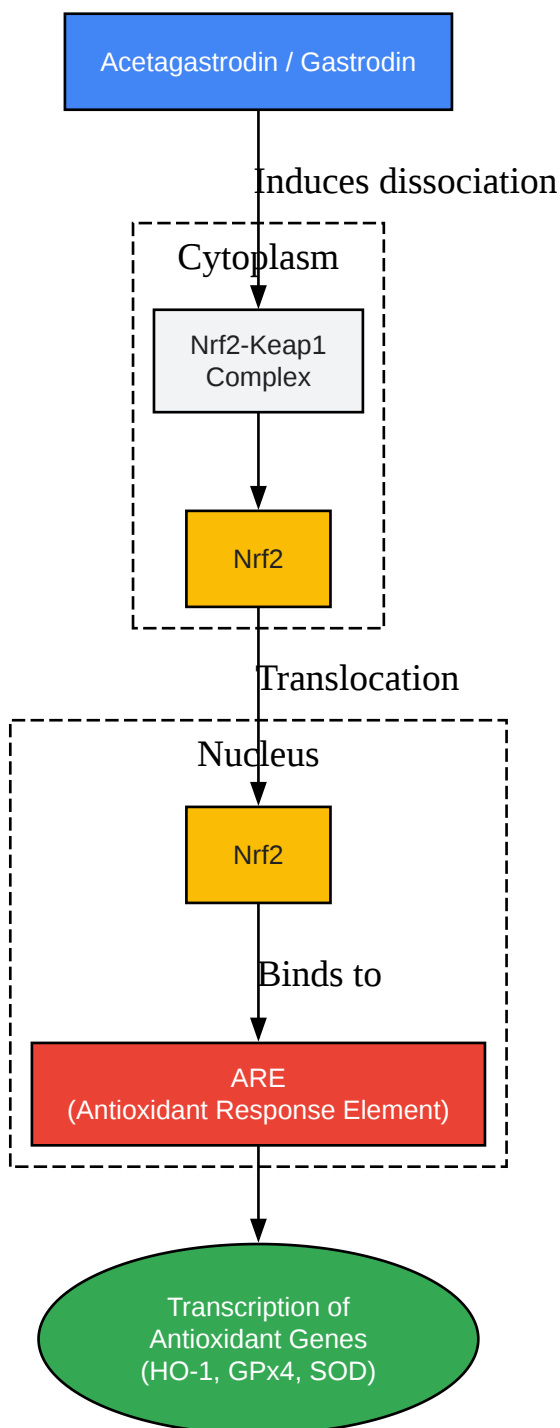 Acetagastrodin / Gastrodin
Induces dissociation
Cytoplasm
Nrf2-Keap1
Complex
Nrf2
Translocation
Nucleus
Nrf2
Binds to
ARE
(Antioxidant Response Element)
Transcription of
Antioxidant Genes
(HO-1, GPx4, SOD)